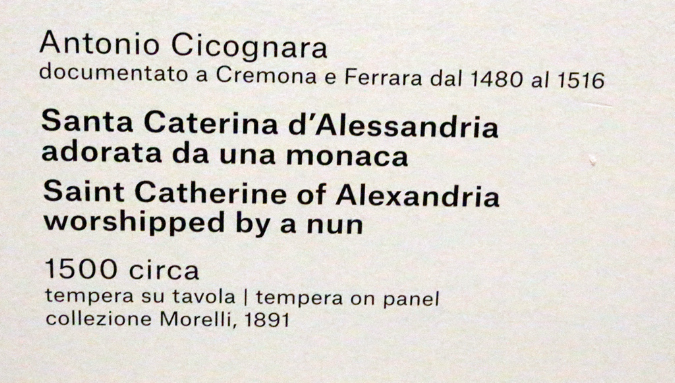 Antonio Cicognara
documentato a Cremona e Ferrara dal 1480 al 1516
Santa Caterina d'Alessandria
adorata da una monaca
Saint Catherine of Alexandria
worshipped by a nun
1500 circa
tempera su tavola | tempera on panel
collezione Morelli, 1891